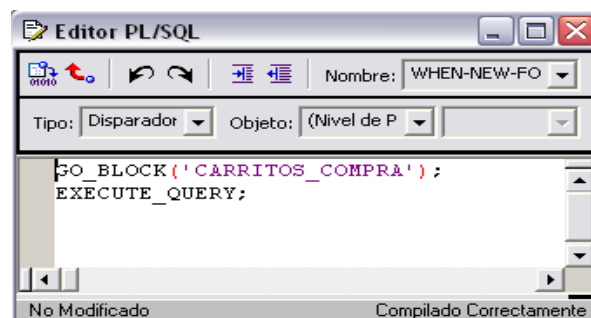 Editor PL/SQL
Nombre: WHEN-NEW-FO
Tipo: Disparador Objeto: (Nivel de P
GO_BLOCK('CARRITOS_COMPRA');
EXECUTE_QUERY;
No Modificado Compilado Correctamente